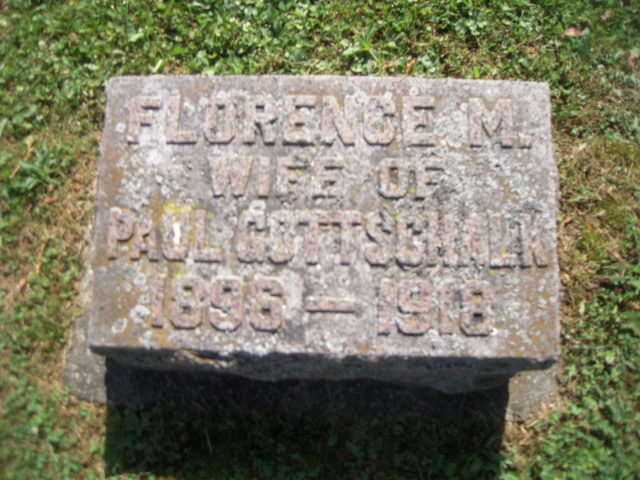 FLORENCE M.
WIFE OF
PAUL GOTTSCHALK
1896 — 1918